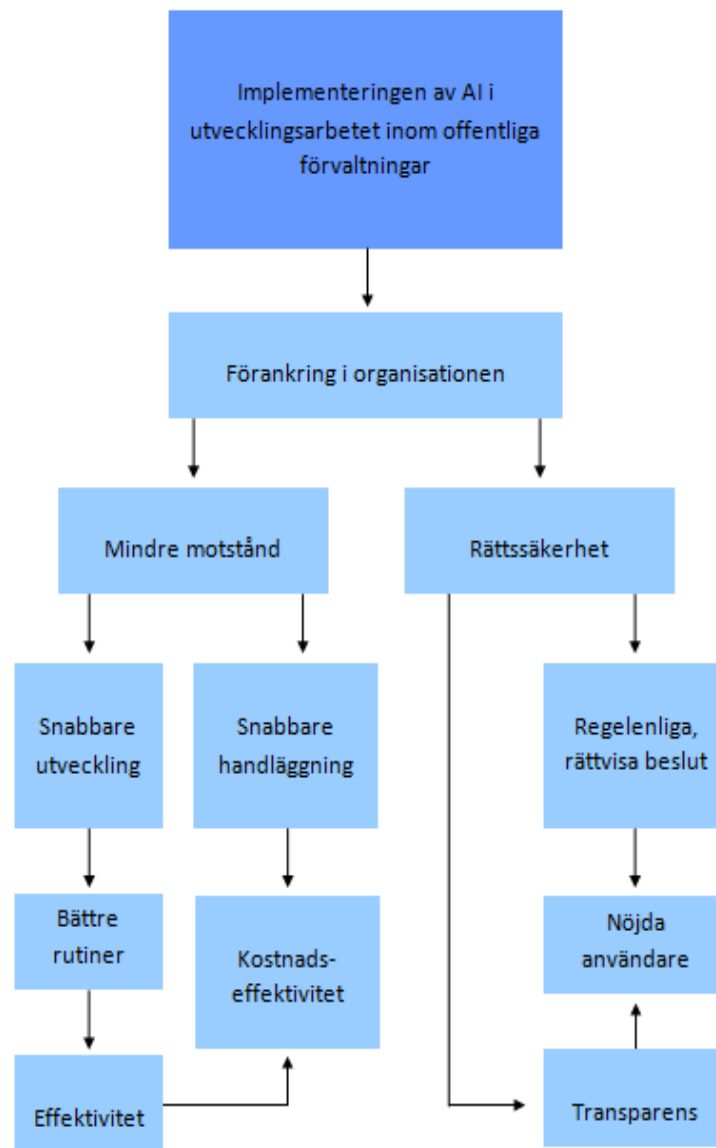 Implementeringen av AI i
utvecklingsarbetet inom offentliga
förvaltningar
Förankring i organisationen
Mindre motstånd
Rättssäkerhet
Snabbare
utveckling
Snabbare
handläggning
Regelenliga,
rättvisa beslut
Bättre
rutiner
Kostnads-
effektivitet
Nöjda
användare
Effektivitet
Transparens